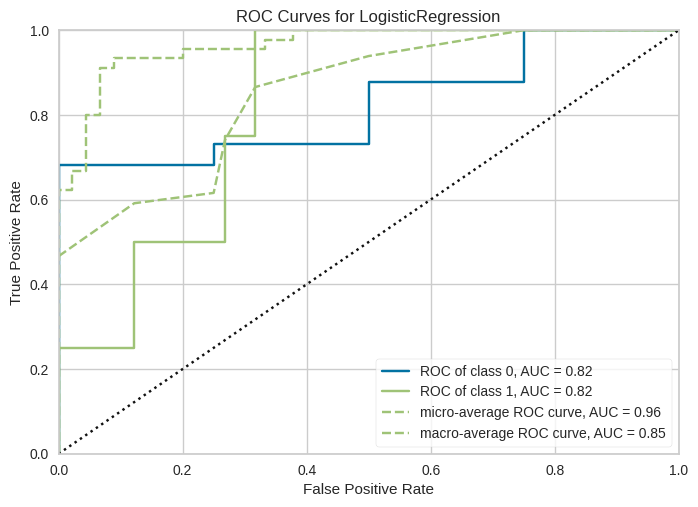 ROC Curves for LogisticRegression
True Positive Rate
1.0
0.8
0.6
0.4
0.2
0.0
ROC of class 0, AUC = 0.82
ROC of class 1, AUC = 0.82
micro-average ROC curve, AUC = 0.96
macro-average ROC curve, AUC = 0.85
0.0 0.2 0.4 0.6 0.8 1.0
False Positive Rate